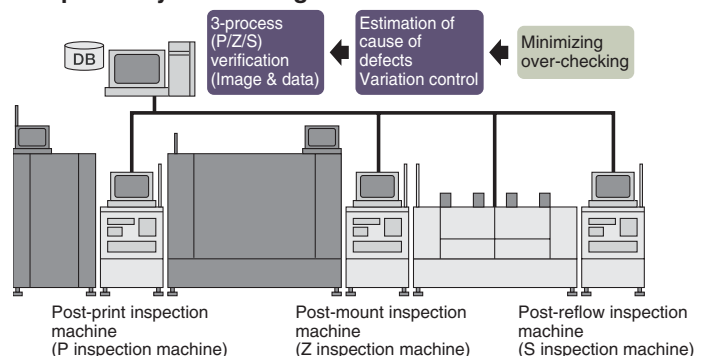 3-process
(P/Z/S)
verification
(Image & data)
Estimation of
cause of
defects
Variation control
Minimizing
over-checking
DB
Post-print inspection
machine
(P inspection machine)
Post-mount inspection
machine
(Z inspection machine)
Post-reflow inspection
machine
(S inspection machine)